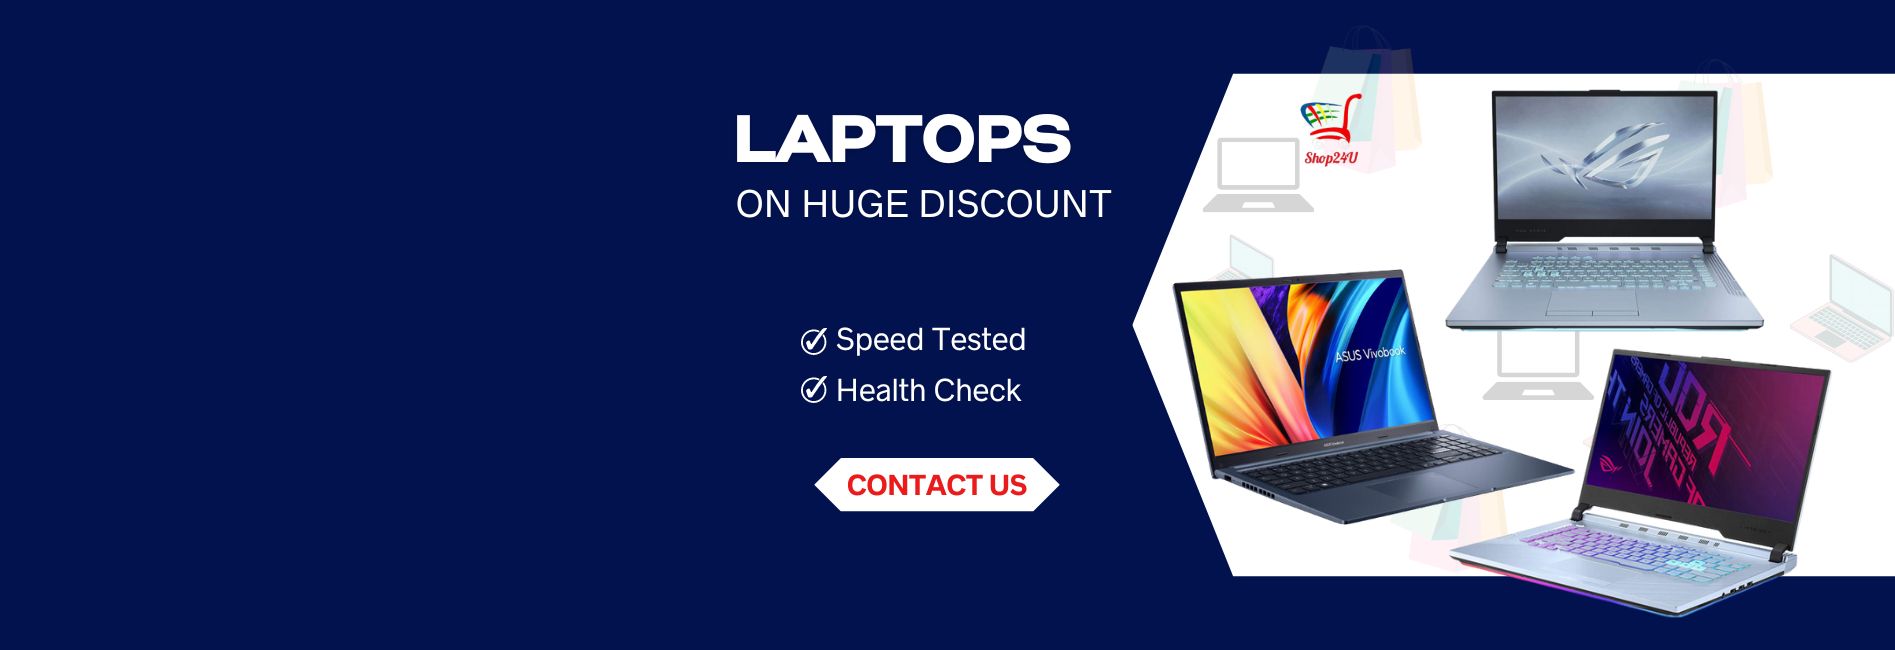 LAPTOPS
ON HUGE DISCOUNT
Speed Tested
Health Check
CONTACT US
Shop24U
ASUS Vivobook